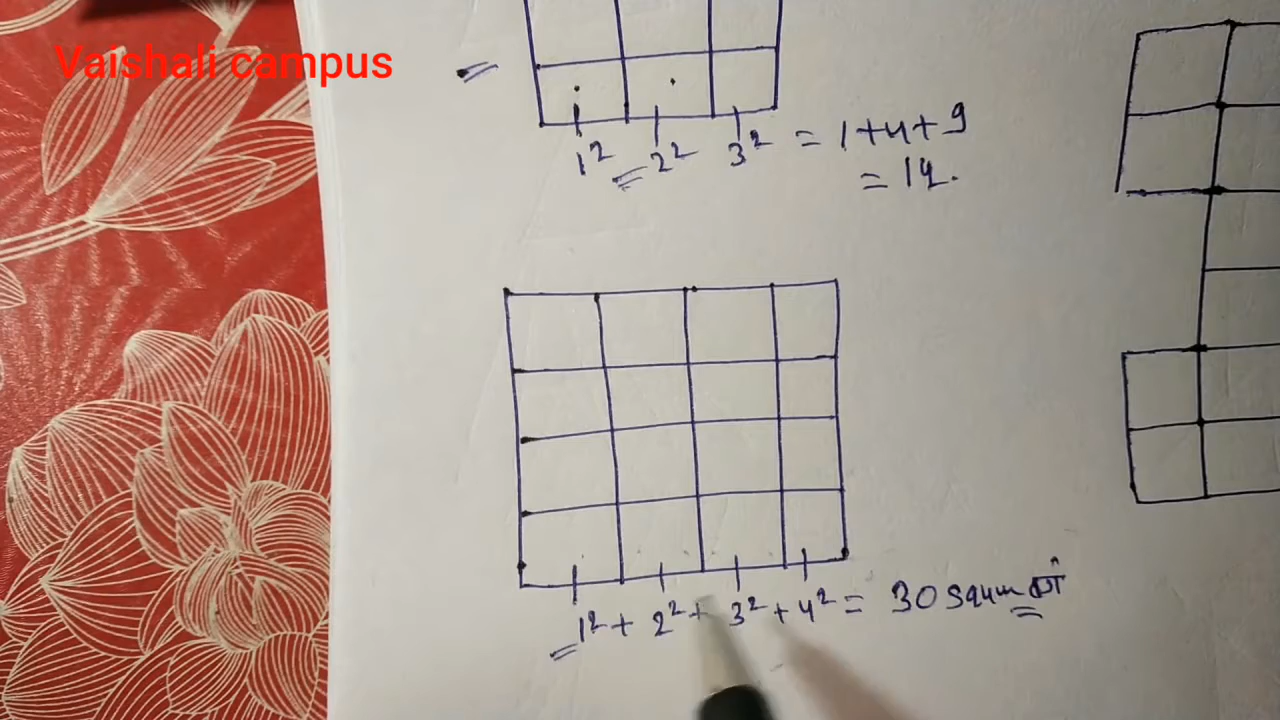 Vaishali campus
1² = 2² 3² = 1+4+9
= 14.
= 1² + 2² + 3² + 4² = 30